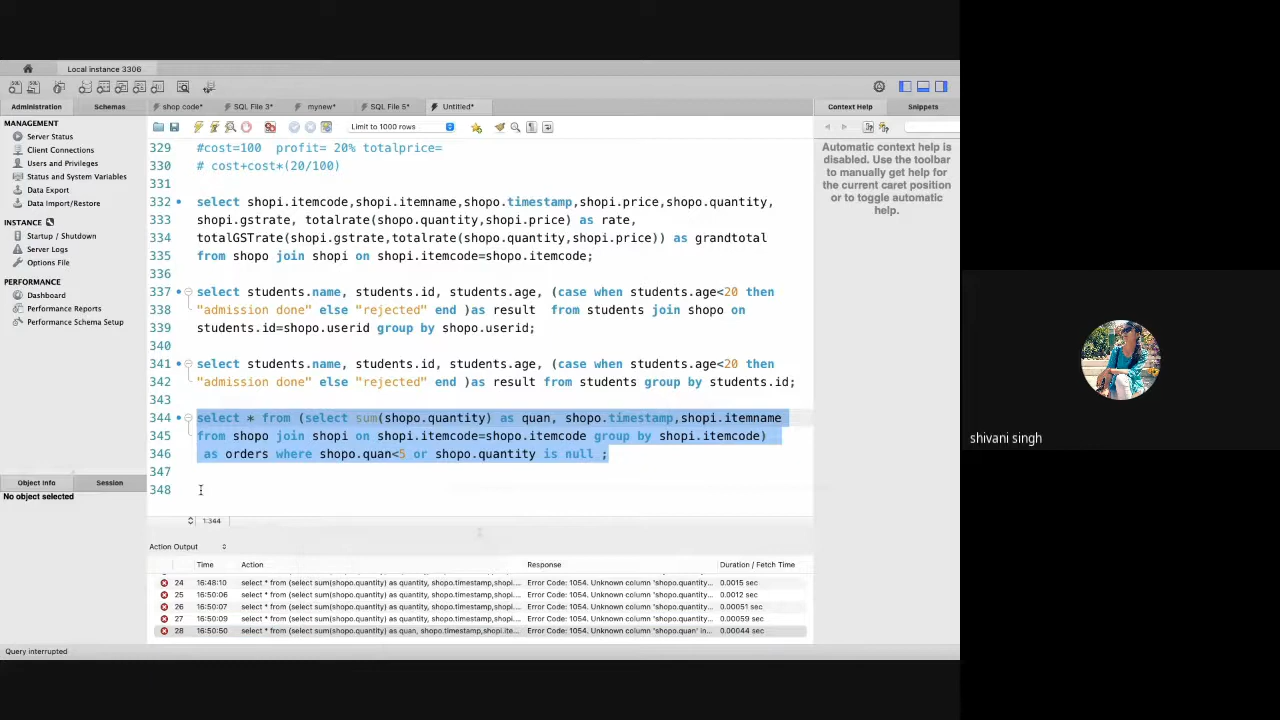 Local instance 3306
Administration Schemas shop code* SQL File 3* mynew* SQL File 5* Untitled* Context Help Snippets
MANAGEMENT
Server Status
Client Connections
Users and Privileges
Status and System Variables
Data Export
Data Import/Restore
INSTANCE
Startup / Shutdown
Server Logs
Options File
PERFORMANCE
Dashboard
Performance Reports
Performance Schema Setup
Object Info Session
No object selected
Limit to 1000 rows
329 #cost=100 profit= 20% totalprice=
330 # cost+cost*(20/100)
331
332 select shopi.itemcode,shopi.itemname,shopo.timestamp,shopi.price,shopo.quantity,
333 shopi.gstrate, totalrate(shopo.quantity,shopi.price) as rate,
334 totalGSTrate(shopi.gstrate,totalrate(shopo.quantity,shopi.price)) as grandtotal
335 from shopo join shopi on shopi.itemcode=shopo.itemcode;
336
337 select students.name, students.id, students.age, (case when students.age<20 then
338 "admission done" else "rejected" end )as result from students join shopo on
339 students.id=shopo.userid group by shopo.userid;
340
341 select students.name, students.id, students.age, (case when students.age<20 then
342 "admission done" else "rejected" end )as result from students group by students.id;
343
344 select * from (select sum(shopo.quantity) as quan, shopo.timestamp,shopi.itemname
345 from shopo join shopi on shopi.itemcode=shopo.itemcode group by shopi.itemcode)
346 as orders where shopo.quan<5 or shopo.quantity is null ;
347
348
1:344
Action Output
Time Action Response Duration / Fetch Time
24 16:48:10 select * from (select sum(shopo.quantity) as quantity, shopo.timestamp,shopi.... Error Code: 1054. Unknown column 'shopo.quantity... 0.0015 sec
25 16:50:06 select * from (select sum(shopo.quantity) as quantity, shopo.timestamp,shopi.... Error Code: 1054. Unknown column 'shopo.quantity... 0.0012 sec
26 16:50:07 select * from (select sum(shopo.quantity) as quantity, shopo.timestamp,shopi.... Error Code: 1054. Unknown column 'shopo.quantity... 0.00051 sec
27 16:50:09 select * from (select sum(shopo.quantity) as quantity, shopo.timestamp,shopi.... Error Code: 1054. Unknown column 'shopo.quantity... 0.00059 sec
28 16:50:50 select * from (select sum(shopo.quantity) as quan, shopo.timestamp,shopi.ite... Error Code: 1054. Unknown column 'shopo.quan' in... 0.00044 sec
Query interrupted
Automatic context help is
disabled. Use the toolbar
to manually get help for
the current caret position
or to toggle automatic
help.
shivani singh